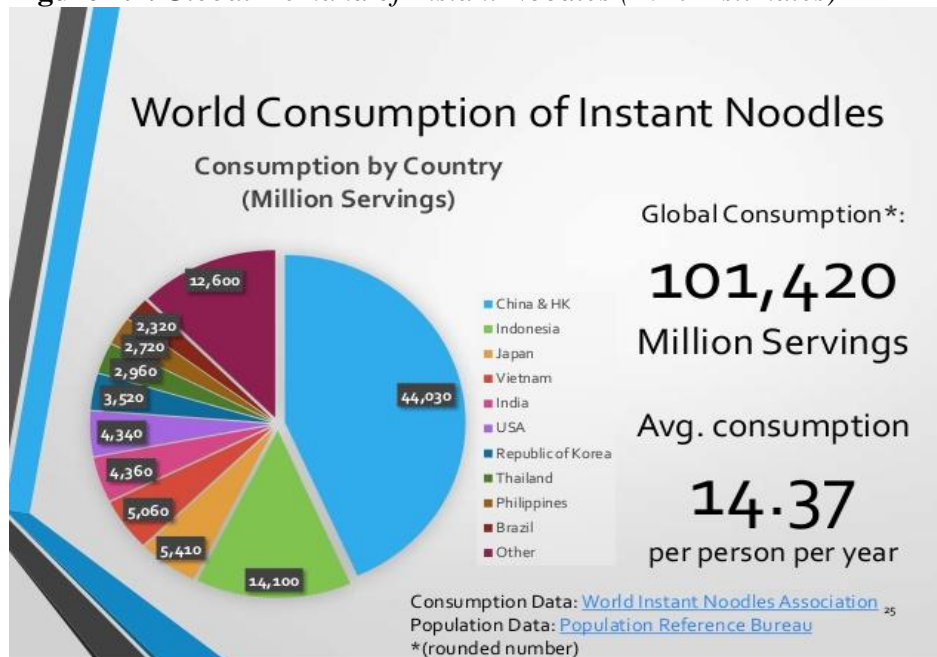 World Consumption of Instant Noodles
Consumption by Country
(Million Servings)
12,600
2,320
2,720
2,960
3,520
4,340
4,360
5,060
5,410
14,100
44,030
China & HK
Indonesia
Japan
Vietnam
India
USA
Republic of Korea
Thailand
Philippines
Brazil
Other
Global Consumption*:
101,420
Million Servings
Avg. consumption
14.37
per person per year
Consumption Data: World Instant Noodles Association 25
Population Data: Population Reference Bureau
*(rounded number)